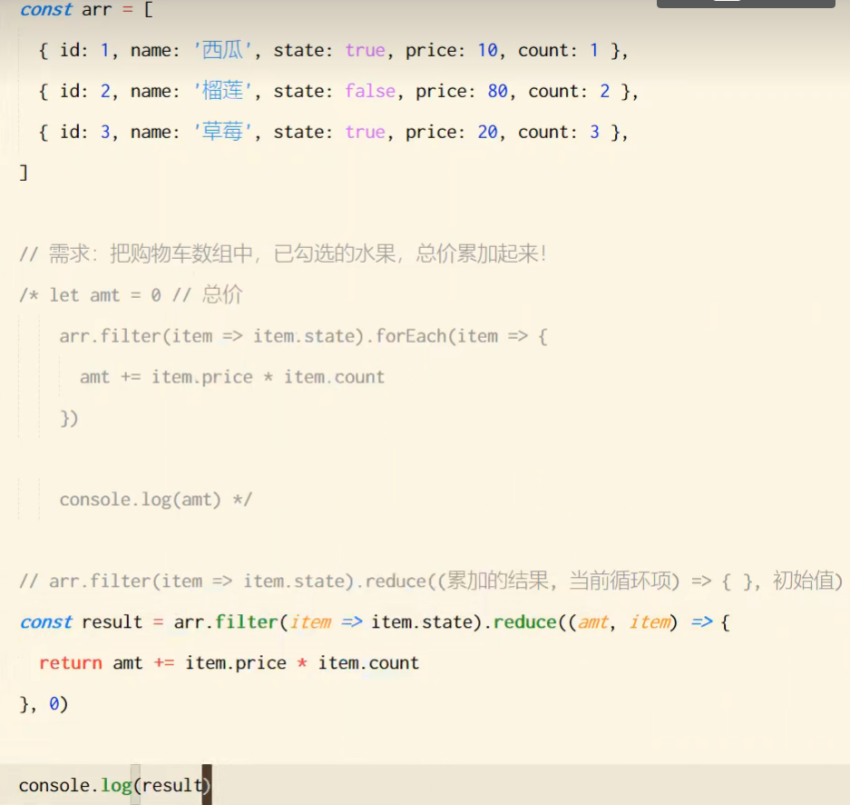 const arr = [
{ id: 1, name: '西瓜', state: true, price: 10, count: 1 },
{ id: 2, name: '榴莲', state: false, price: 80, count: 2 },
{ id: 3, name: '草莓', state: true, price: 20, count: 3 },
]
// 需求：把购物车数组中，已勾选的水果，总价累加起来！
/* let amt = 0 // 总价
arr.filter(item => item.state).forEach(item => {
amt += item.price * item.count
})
console.log(amt) */
// arr.filter(item => item.state).reduce((累加的结果, 当前循环项) => { }, 初始值)
const result = arr.filter(item => item.state).reduce((amt, item) => {
return amt += item.price * item.count
}, 0)
console.log(result)